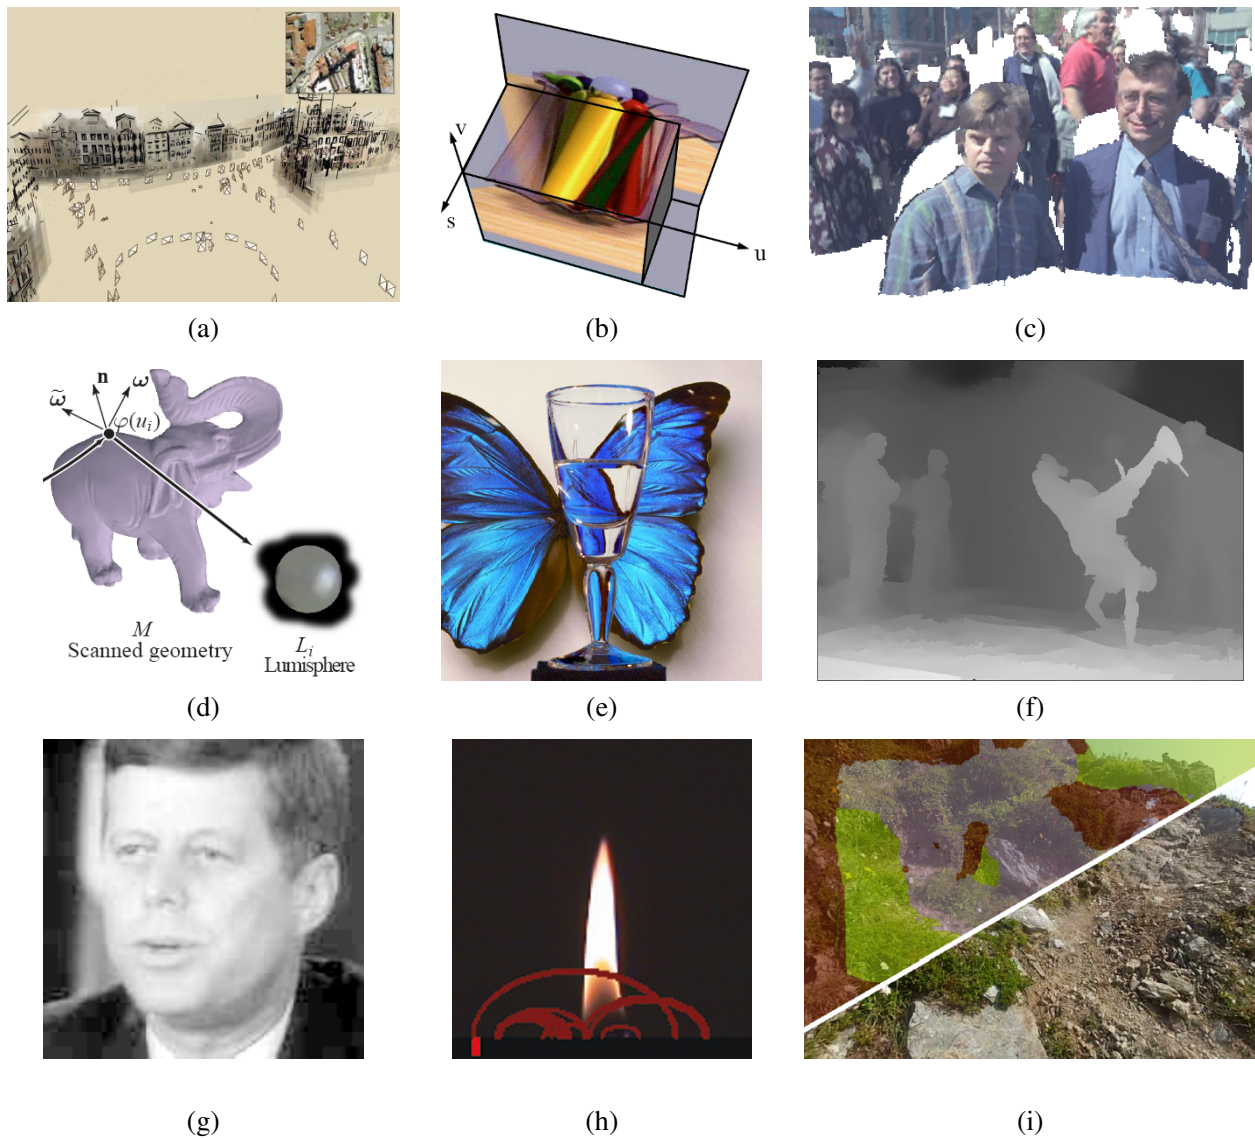 v
s
u
(a)
(b)
(c)
n
ω
ω̃
φ(u_i)
M
Scanned geometry
L_i
Lumisphere
(d)
(e)
(f)
(g)
(h)
(i)